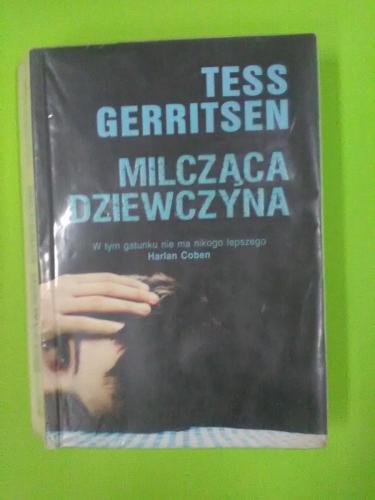 TESS
GERRITSEN
MILCZĄCA
DZIEWCZYNA
W tym gatunku nie ma nikogo lepszego
Harlan Coben